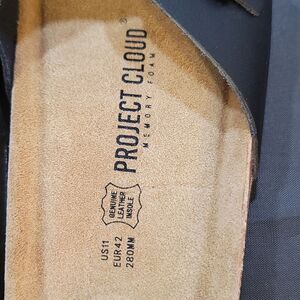 PROJECT CLOUD®
MEMORY FOAM
GENUINE
LEATHER
INSOLE
US11
EUR42
280MM